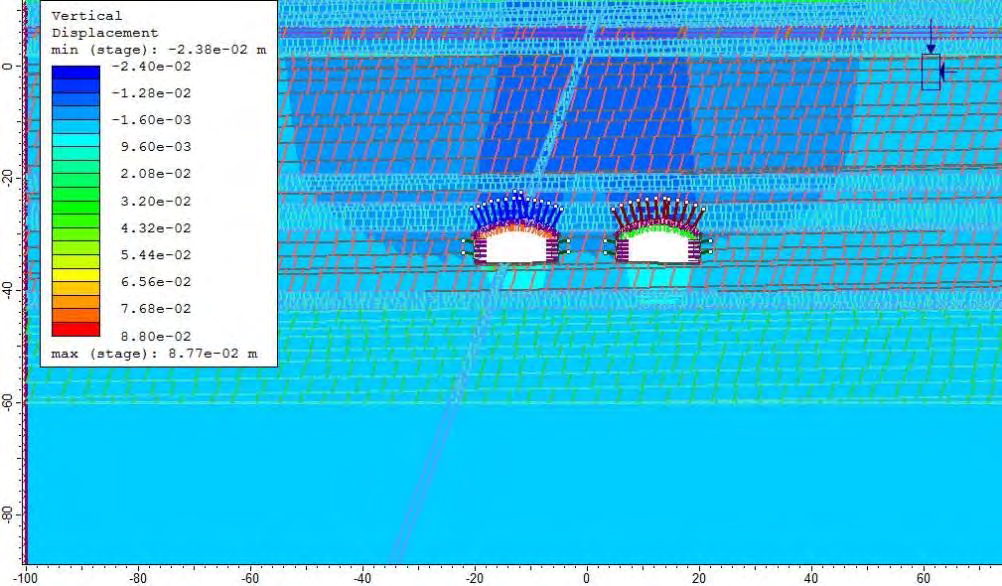 Vertical
Displacement
min (stage): -2.38e-02 m
-2.40e-02
-1.28e-02
-1.60e-03
9.60e-03
2.08e-02
3.20e-02
4.32e-02
5.44e-02
6.56e-02
7.68e-02
8.80e-02
max (stage): 8.77e-02 m
0
-20
-40
-60
-80
-100 -80 -60 -40 -20 0 20 40 60